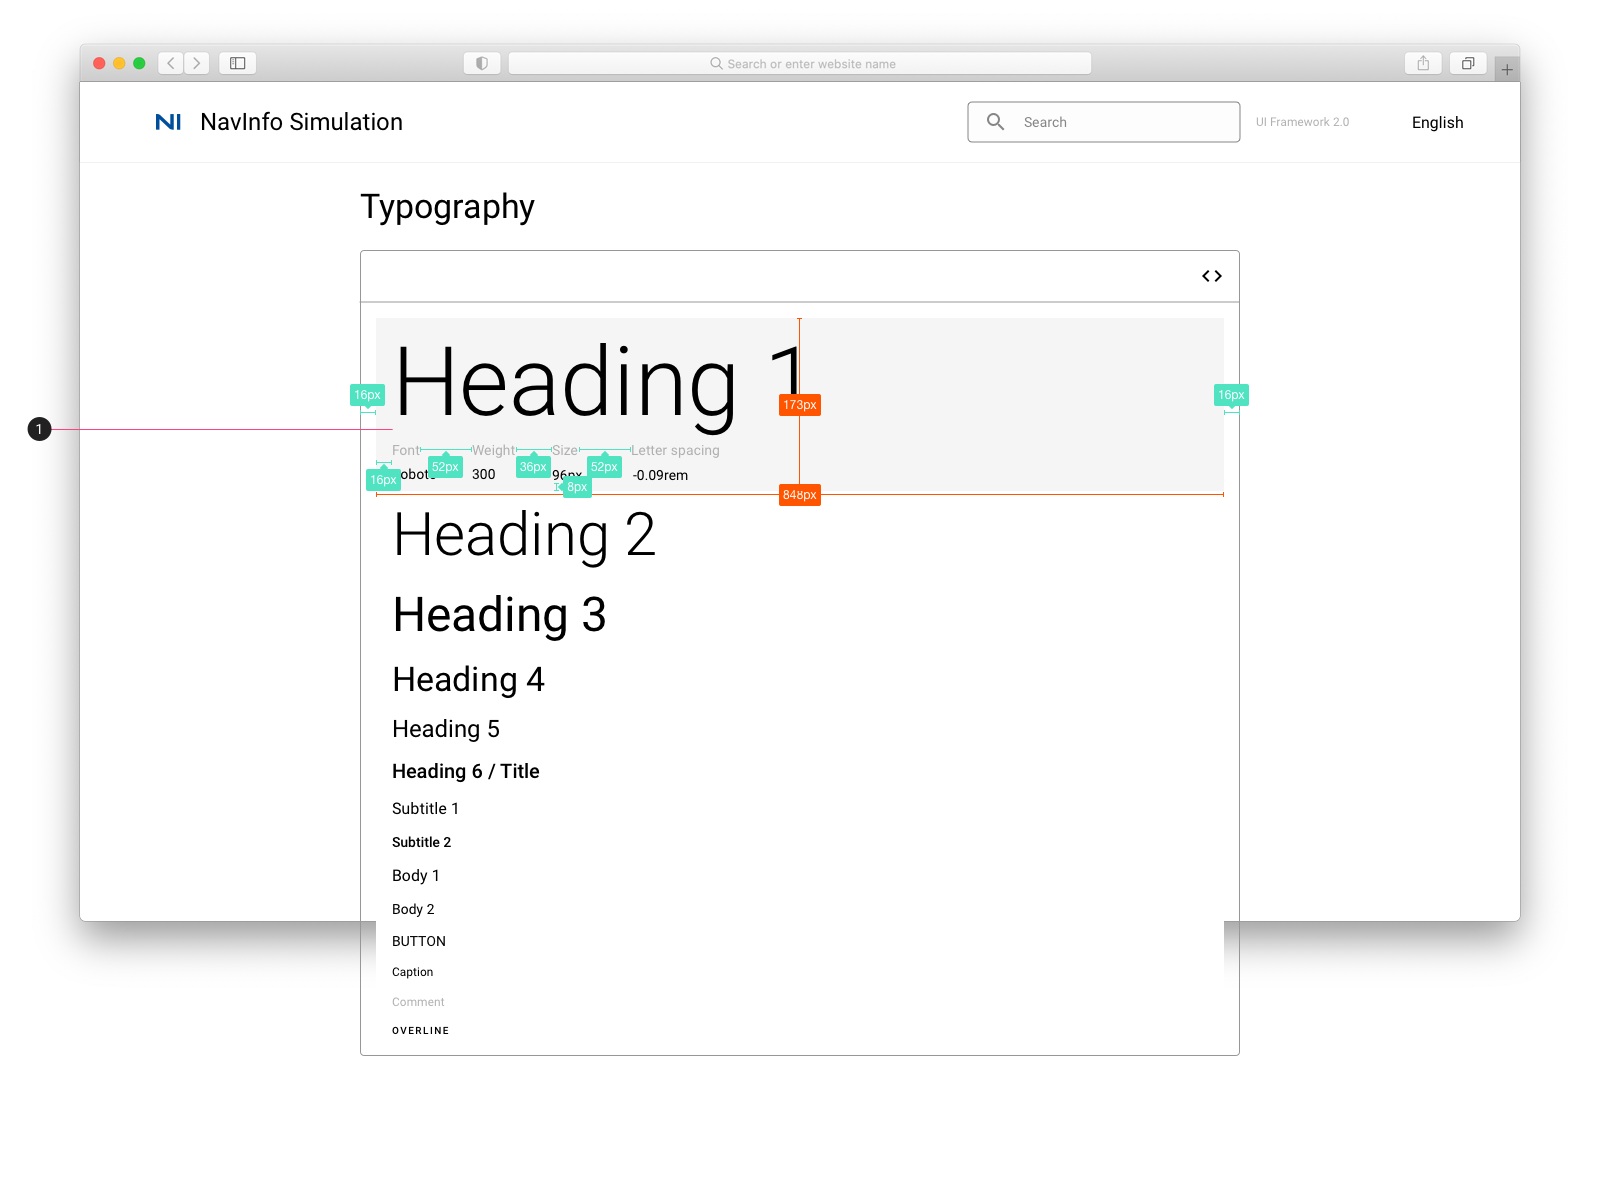 Search or enter website name
NI NavInfo Simulation
Search
UI Framework 2.0
English
Typography
Heading 1
173px
16px
16px
1
Font Weight Size Letter spacing
52px 36px 52px
16px
300 96px -0.09rem
8px
848px
Heading 2
Heading 3
Heading 4
Heading 5
Heading 6 / Title
Subtitle 1
Subtitle 2
Body 1
Body 2
BUTTON
Caption
Comment
OVERLINE